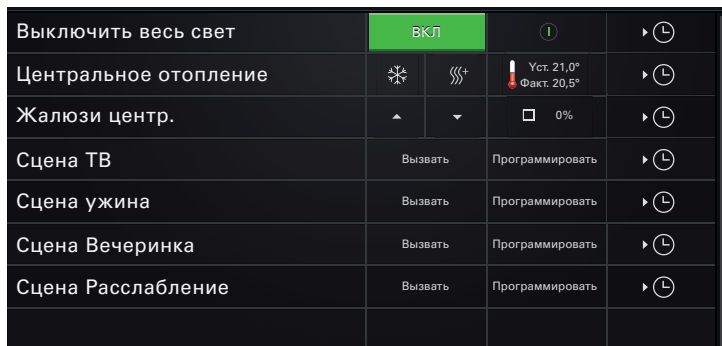 Выключить весь свет ВКЛ
Центральное отопление Уст. 21,0°
Факт. 20,5°
Жалюзи центр. 0%
Сцена ТВ Вызвать Программировать
Сцена ужина Вызвать Программировать
Сцена Вечеринка Вызвать Программировать
Сцена Расслабление Вызвать Программировать